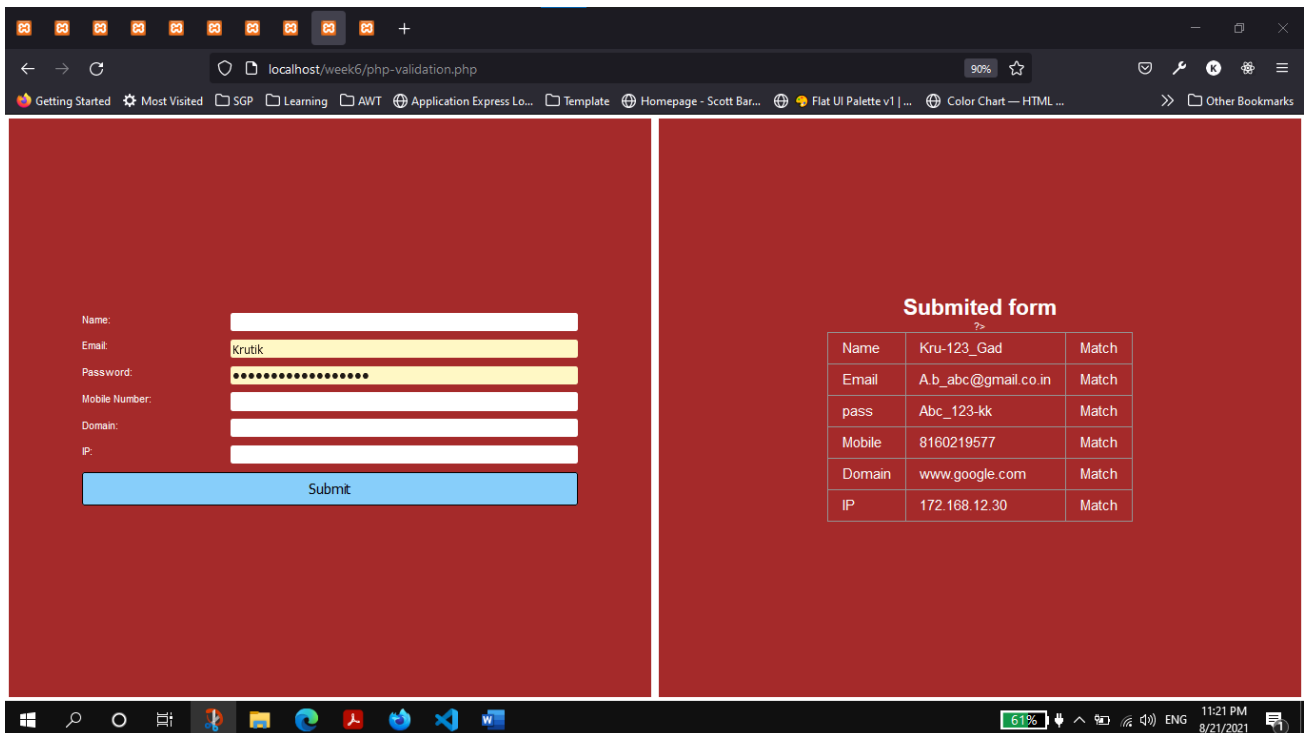 localhost/week6/php-validation.php
90%
K
Getting Started Most Visited SGP Learning AWT Application Express Lo... Template Homepage - Scott Bar... Flat UI Palette v1 | ... Color Chart — HTML ... Other Bookmarks
Name:
Email: Krutik
Password: ••••••••••••••••••
Mobile Number:
Domain:
IP:
Submit
Submited form
?>
Name Kru-123_Gad Match
Email A.b_abc@gmail.co.in Match
pass Abc_123-kk Match
Mobile 8160219577 Match
Domain www.google.com Match
IP 172.168.12.30 Match
61% ENG 11:21 PM
8/21/2021 1